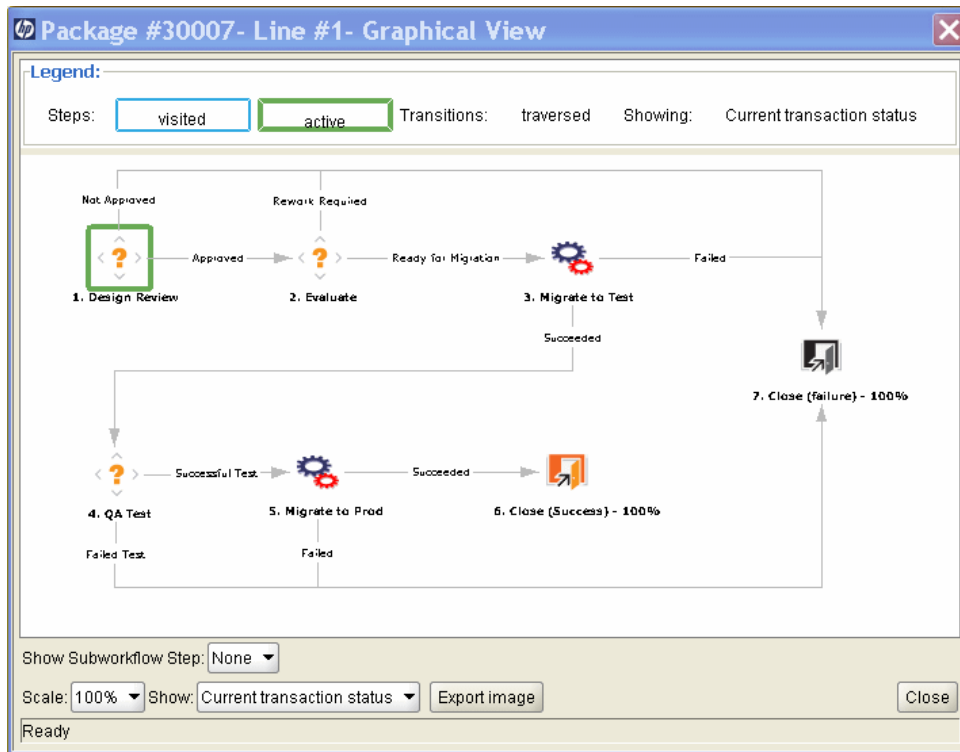 hp Package #30007- Line #1- Graphical View
Legend:
Steps: visited active Transitions: traversed Showing: Current transaction status
Not Approved Rework Required
Approved Ready for Migration Failed
1. Design Review 2. Evaluate 3. Migrate to Test
Succeeded
7. Close (failure) - 100%
Successful Test Succeeded
4. QA Test 5. Migrate to Prod 6. Close (Success) - 100%
Failed Test Failed
Show Subworkflow Step: None
Scale: 100% Show: Current transaction status Export image Close
Ready